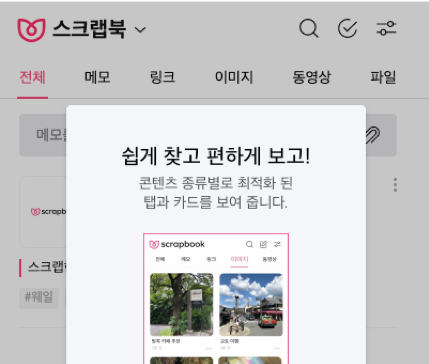 스크랩북
전체 메모 링크 이미지 동영상 파일
메모를
쉽게 찾고 편하게 보고!
콘텐츠 종류별로 최적화 된
탭과 카드를 보여 줍니다.
scrapbook
전체 메모 링크 이미지 동영상
스크랩
#웨일